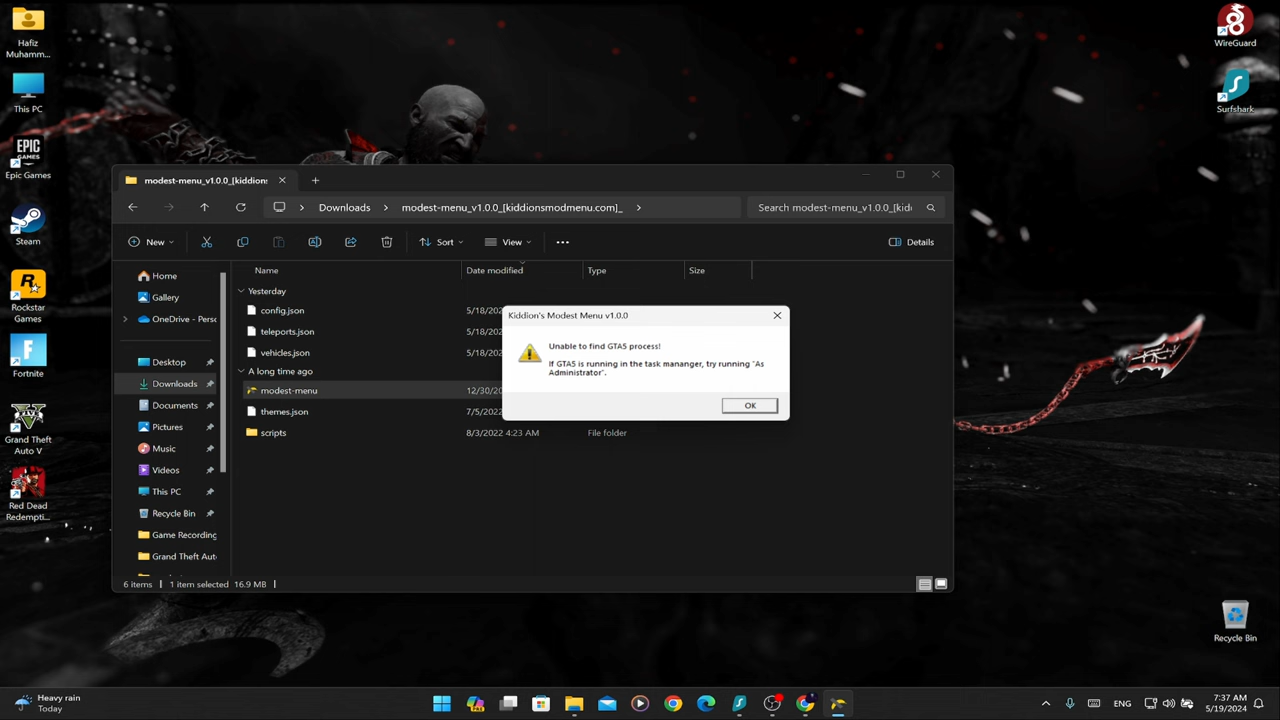 Hafiz
Muhamm...
This PC
EPIC
GAMES
Epic Games
Steam
Rockstar
Games
Fortnite
Grand Theft
Auto V
Red Dead
Redempti...
WireGuard
Surfshark
Recycle Bin
modest-menu_v1.0.0_[kiddions
Downloads
modest-menu_v1.0.0_[kiddionsmodmenu.com]_
Search modest-menu_v1.0.0_[kidi
New
Sort
View
Details
Home
Gallery
OneDrive - Perso
Desktop
Downloads
Documents
Pictures
Music
Videos
This PC
Recycle Bin
Game Recording
Grand Theft Auto
Name
Date modified
Type
Size
Yesterday
config.json
5/18/202
teleports.json
5/18/202
vehicles.json
5/18/202
A long time ago
modest-menu
12/30/20
themes.json
7/5/2022
scripts
8/3/2022 4:23 AM
File folder
6 items
1 item selected
16.9 MB
Kiddion's Modest Menu v1.0.0
Unable to find GTA5 process!
If GTA5 is running in the task mananger, try running "As
Administrator".
OK
Heavy rain
Today
ENG
7:37 AM
5/19/2024